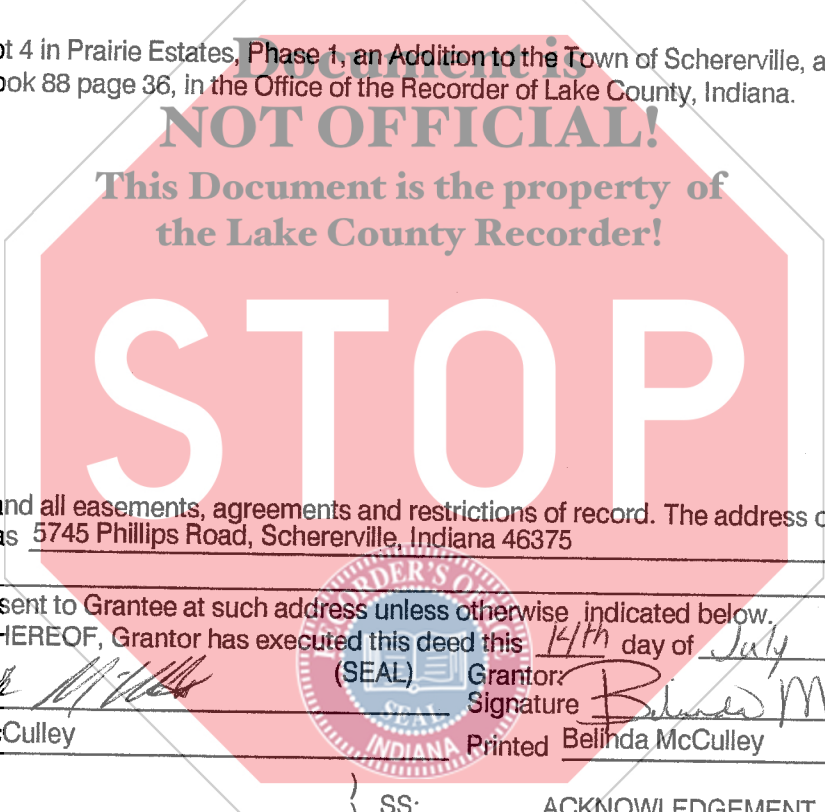 ot 4 in Prairie Estates, Phase 1, an Addition to the Town of Schererville, a
ook 88 page 36, in the Office of the Recorder of Lake County, Indiana.
Document is
NOT OFFICIAL!
This Document is the property of
the Lake County Recorder!
STOP
and all easements, agreements and restrictions of record. The address o
as 5745 Phillips Road, Schererville, Indiana 46375
sent to Grantee at such address unless otherwise indicated below.
HEREOF, Grantor has executed this deed this 14th day of July
(SEAL) Grantor:
Signature Belinda M
cCulley Printed Belinda McCulley
RECORDER'S OF
SEAL
INDIANA
SS: ACKNOWLEDGEMENT